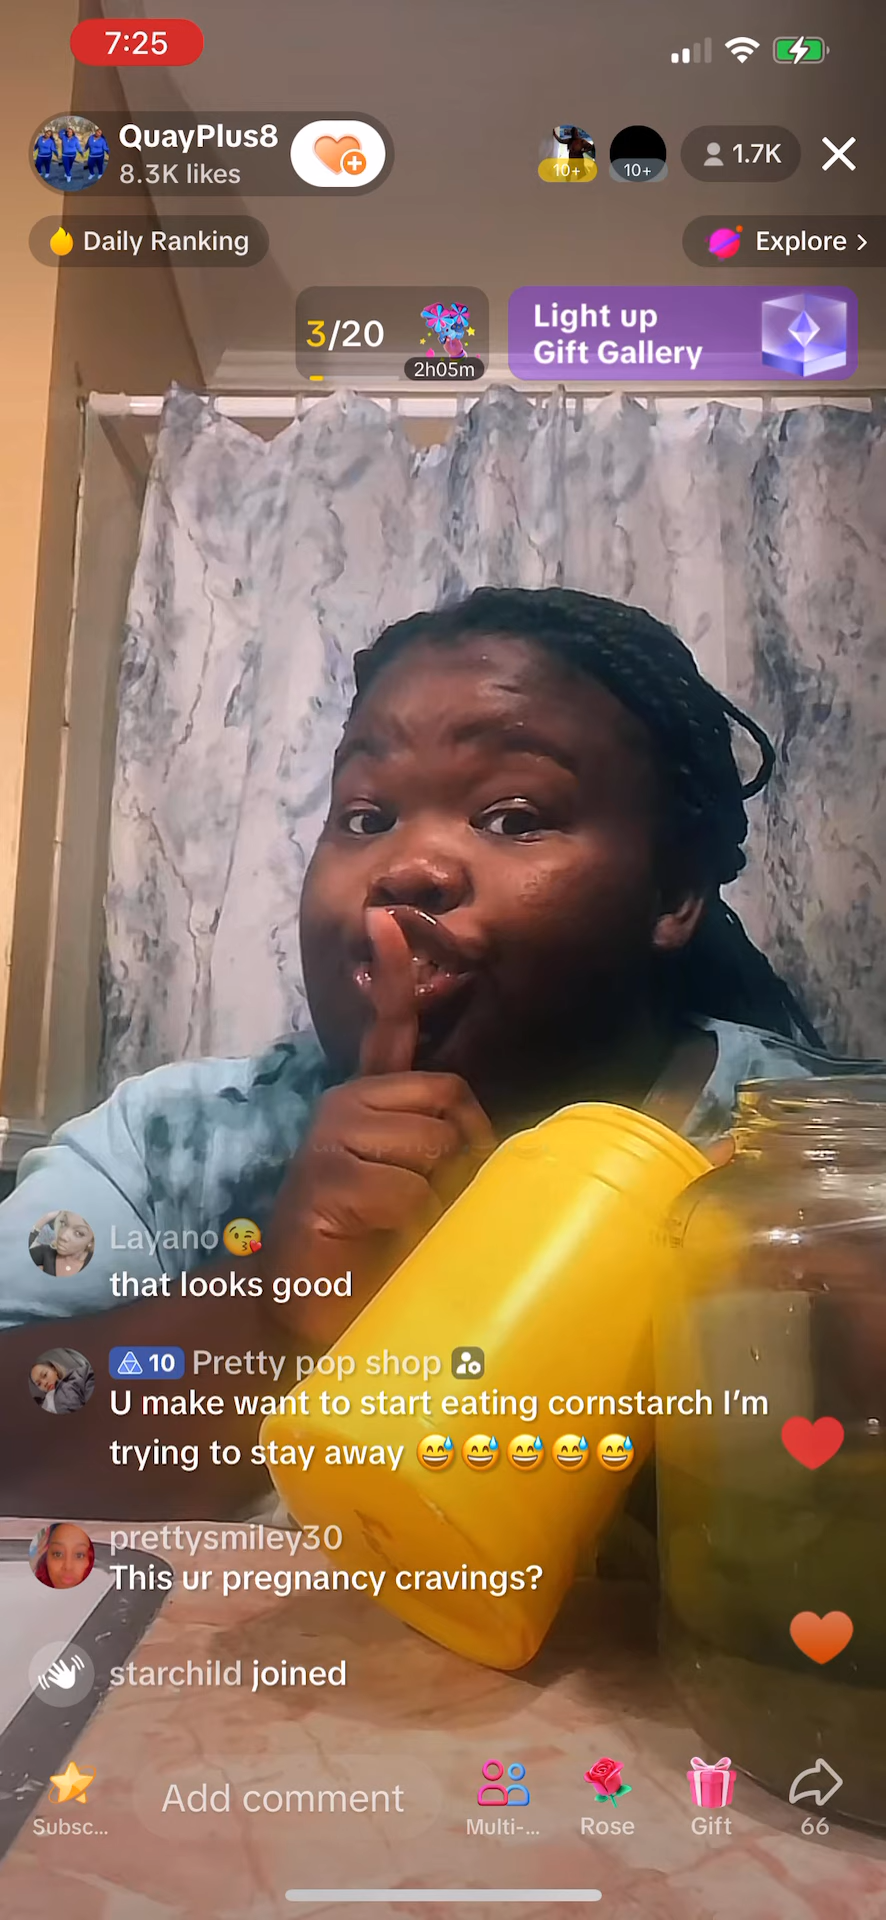 7:25
QuayPlus8
8.3K likes
10+
10+
1.7K
Daily Ranking
Explore >
3/20
2h05m
Light up
Gift Gallery
Layano😘
that looks good
10 Pretty pop shop
U make want to start eating cornstarch I’m
trying to stay away 😅😅😅😅😅
prettysmiley30
This ur pregnancy cravings?
starchild joined
Subsc...
Add comment
Multi-...
Rose
Gift
66